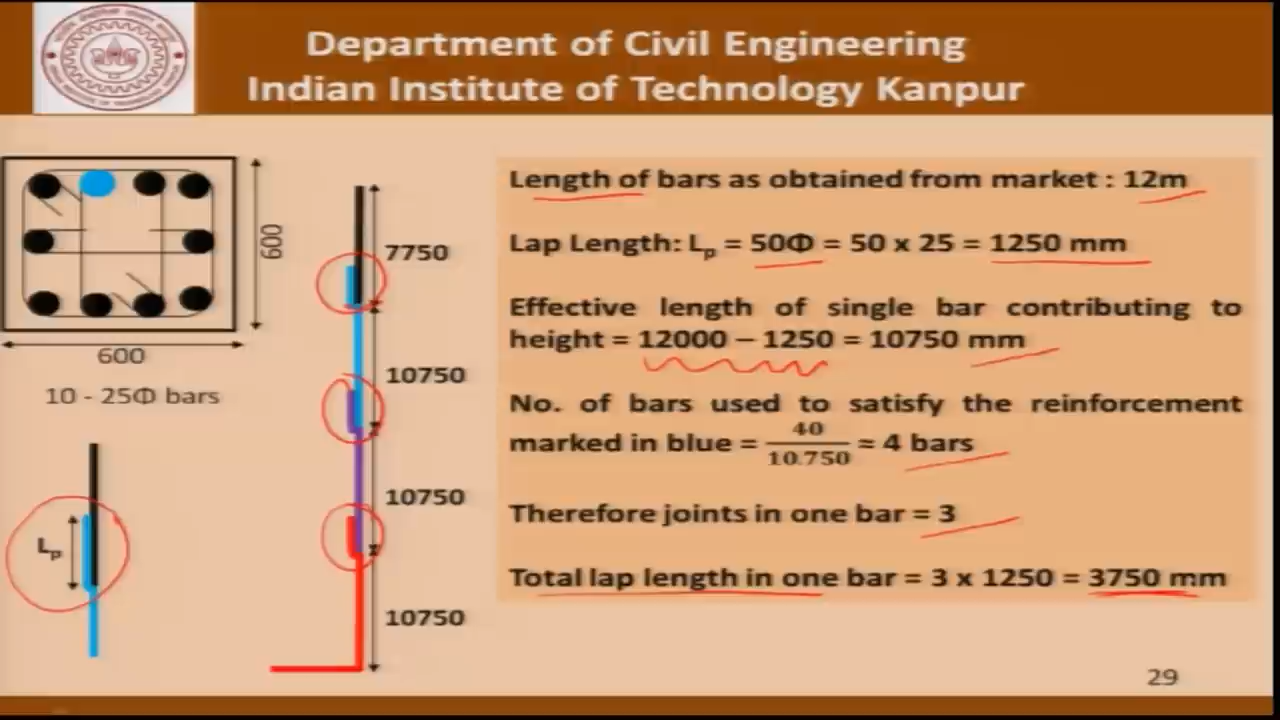 Department of Civil Engineering
Indian Institute of Technology Kanpur
600
600
10 - 25Φ bars
Lₚ
7750
10750
10750
10750
Length of bars as obtained from market : 12m
Lap Length: Lₚ = 50Φ = 50 x 25 = 1250 mm
Effective length of single bar contributing to
height = 12000 – 1250 = 10750 mm
No. of bars used to satisfy the reinforcement
marked in blue = 40/10.750 ≈ 4 bars
Therefore joints in one bar = 3
Total lap length in one bar = 3 x 1250 = 3750 mm
29